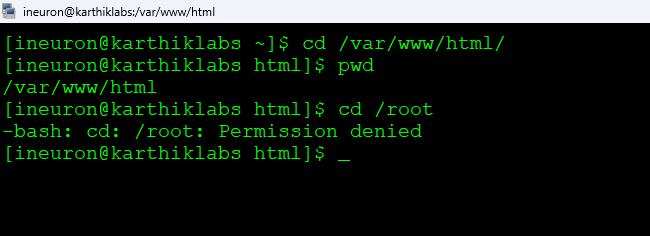 ineuron@karthiklabs:/var/www/html
[ineuron@karthiklabs ~]$ cd /var/www/html/
[ineuron@karthiklabs html]$ pwd
/var/www/html
[ineuron@karthiklabs html]$ cd /root
-bash: cd: /root: Permission denied
[ineuron@karthiklabs html]$ _